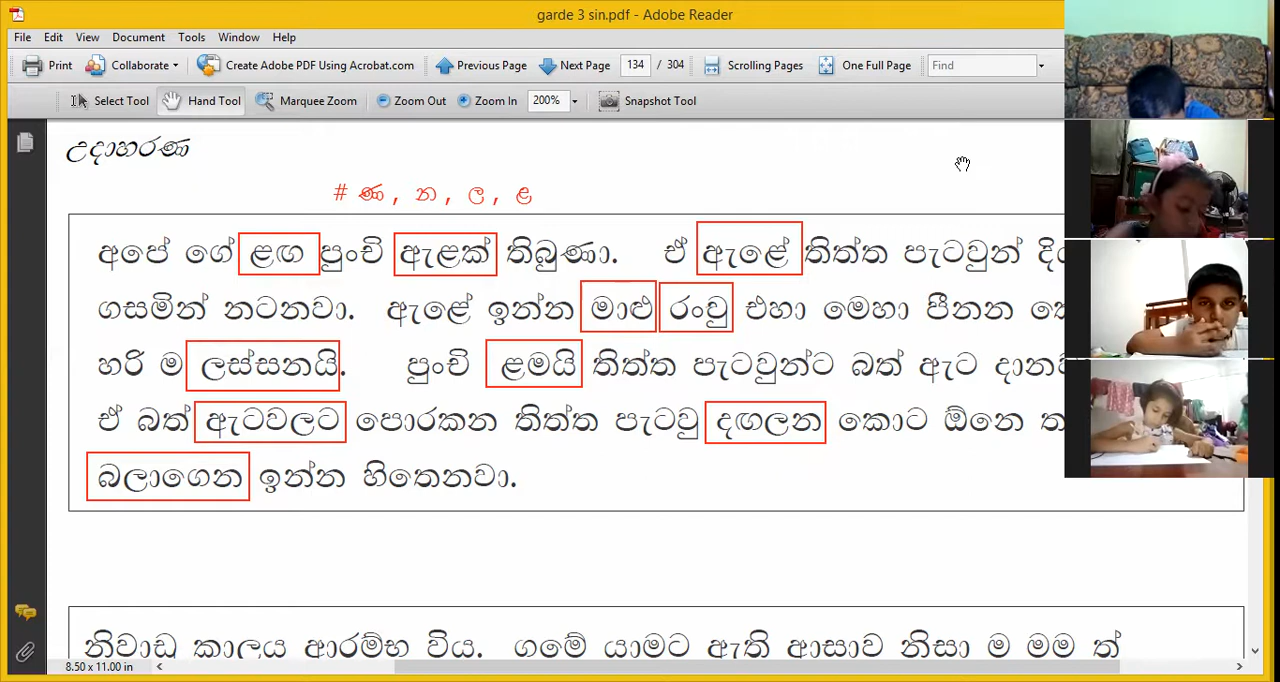 garde 3 sin.pdf - Adobe Reader
File Edit View Document Tools Window Help
Print Collaborate Create Adobe PDF Using Acrobat.com Previous Page Next Page 134 / 304 Scrolling Pages One Full Page Find
Select Tool Hand Tool Marquee Zoom Zoom Out Zoom In 200% Snapshot Tool
උදාහරණ
# ණ , න , ල , ළ
අපේ ගේ ළඟ පුංචි ඇළක් තිබුණා. ඒ ඇළේ තිත්ත පැටවුන්
ගසමින් නටනවා. ඇළේ ඉන්න මාළු රංචු එහා මෙහා පීනන
හරි ම ලස්සනයි. පුංචි ළමයි තිත්ත පැටවුන්ට බත් ඇට
ඒ බත් ඇටවලට පොරකන තිත්ත පැටවු දඟලන කොට ඕනෙ
බලාගෙන ඉන්න හිතෙනවා.
නිවාඩු කාලය ආරම්භ විය. ගමේ යාමට ඇති ආසාව නිසා ම මම
8.50 x 11.00 in